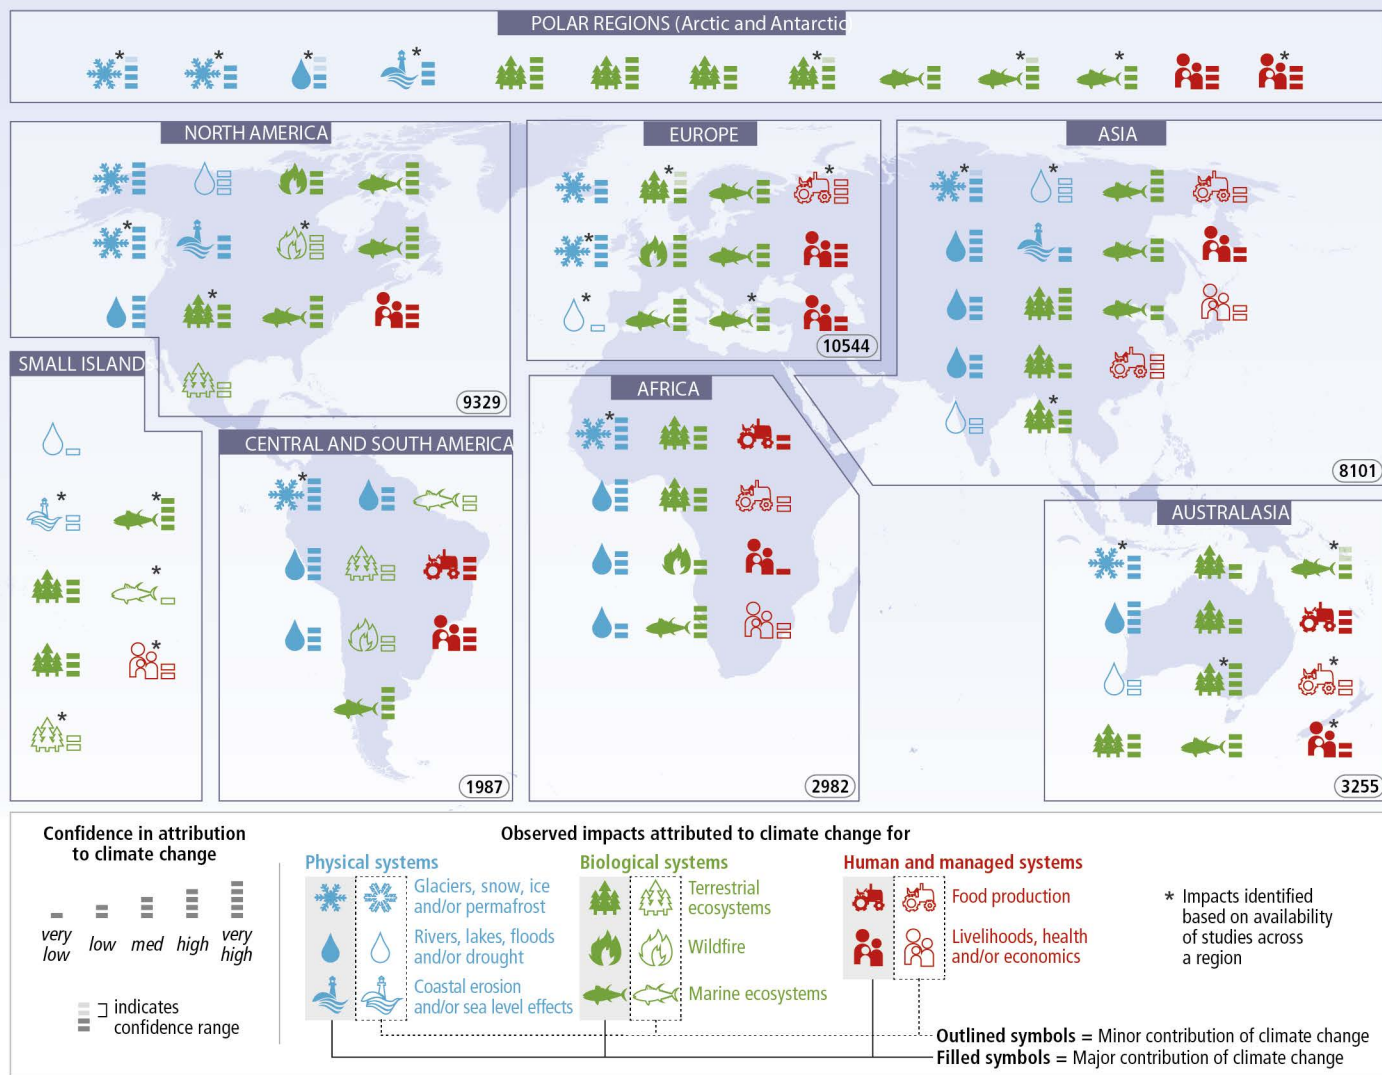 POLAR REGIONS (Arctic and Antarctic
*
*
*
*
*
*
*
*
NORTH AMERICA
*
*
*
9329
EUROPE
*
*
*
*
*
10544
ASIA
*
*
*
8101
SMALL ISLAND
*
*
*
*
*
CENTRAL AND SOUTH AMERICA
*
1987
AFRICA
*
2982
AUSTRALASIA
*
*
*
*
*
3255
Confidence in attribution
to climate change
very
low
low
med
high
very
high
indicates
confidence range
Observed impacts attributed to climate change for
Physical systems
Glaciers, snow, ice
and/or permafrost
Rivers, lakes, floods
and/or drought
Coastal erosion
and/or sea level effects
Biological systems
Terrestrial
ecosystems
Wildfire
Marine ecosystems
Human and managed systems
Food production
Livelihoods, health
and/or economics
* Impacts identified
based on availability
of studies across
a region
Outlined symbols = Minor contribution of climate change
Filled symbols = Major contribution of climate change